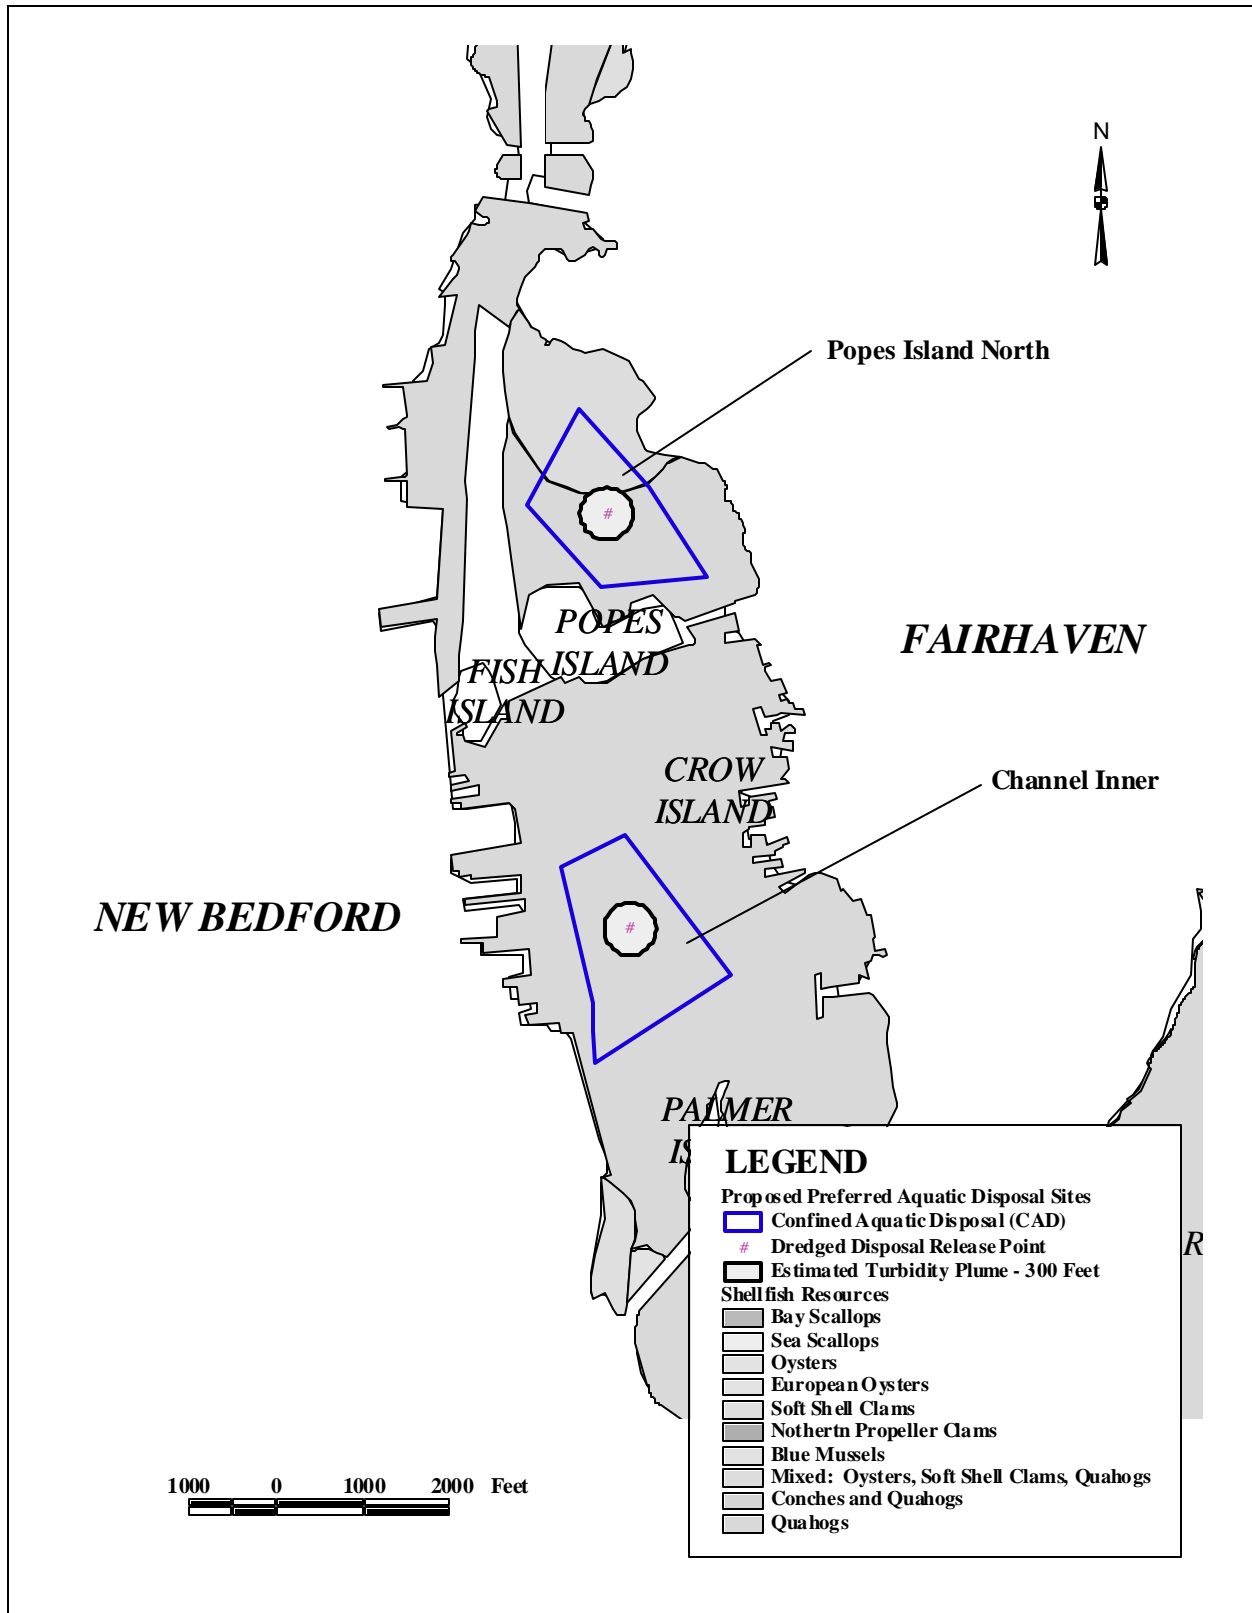 N
Popes Island North
POPES
ISLAND
FAIRHAVEN
FISH
ISLAND
CROW
ISLAND
Channel Inner
#
#
NEW BEDFORD
PALMER
IS
R
LEGEND
Proposed Preferred Aquatic Disposal Sites
Confined Aquatic Disposal (CAD)
# Dredged Disposal Release Point
Estimated Turbidity Plume - 300 Feet
Shellfish Resources
Bay Scallops
Sea Scallops
Oysters
European Oysters
Soft Shell Clams
Nothertn Propeller Clams
Blue Mussels
Mixed: Oysters, Soft Shell Clams, Quahogs
Conches and Quahogs
Quahogs
1000 0 1000 2000 Feet